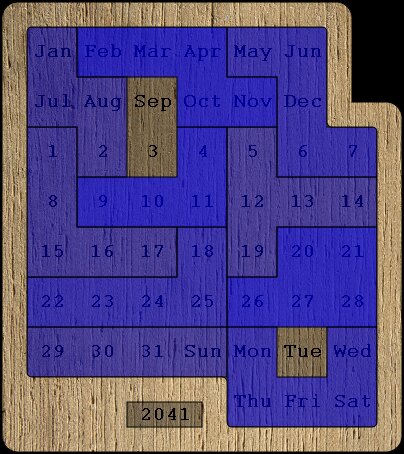 Jan Feb Mar Apr May Jun
Jul Aug Sep Oct Nov Dec
1 2 3 4 5 6 7
8 9 10 11 12 13 14
15 16 17 18 19 20 21
22 23 24 25 26 27 28
29 30 31 Sun Mon Tue Wed
Thu Fri Sat
2041